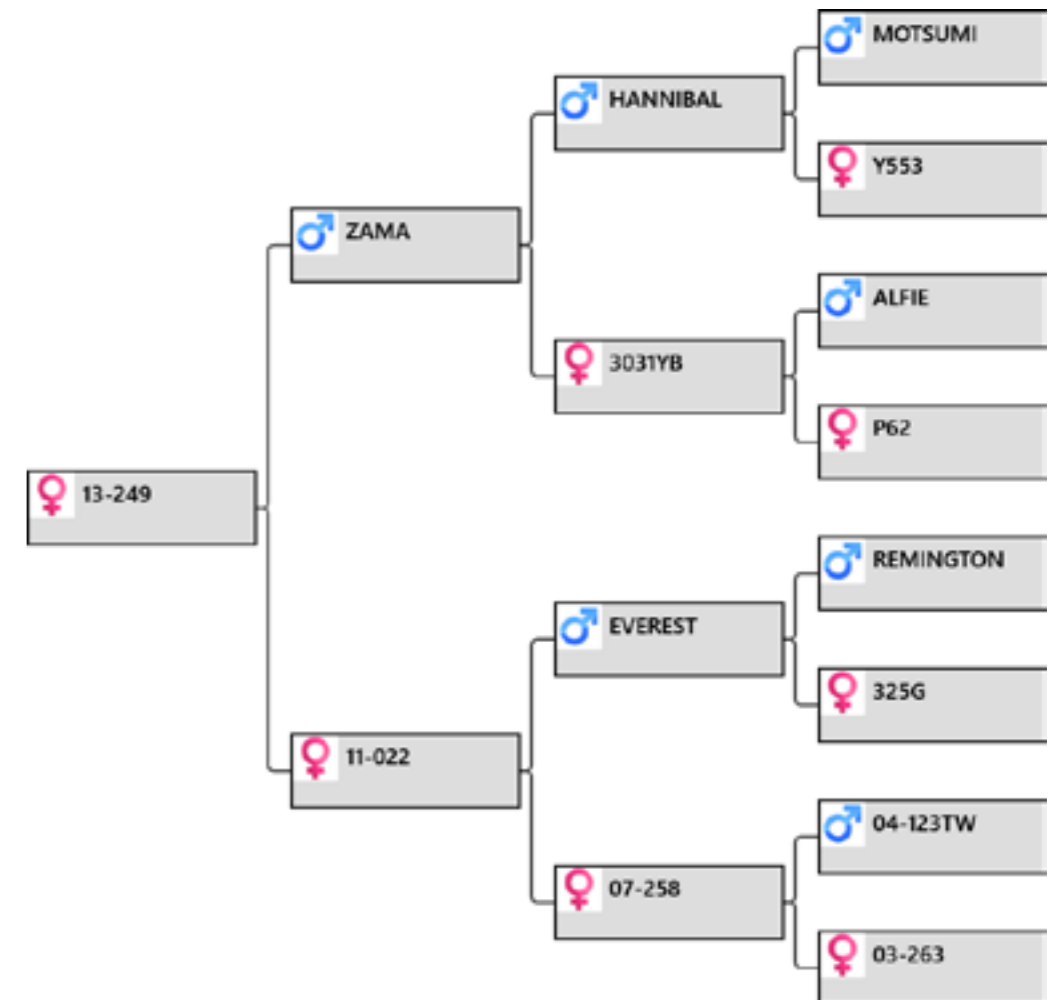 MOTSUMI
HANNIBAL
Y553
ZAMA
ALFIE
3031YB
P62
13-249
REMINGTON
EVEREST
325G
11-022
04-123TW
07-258
03-263